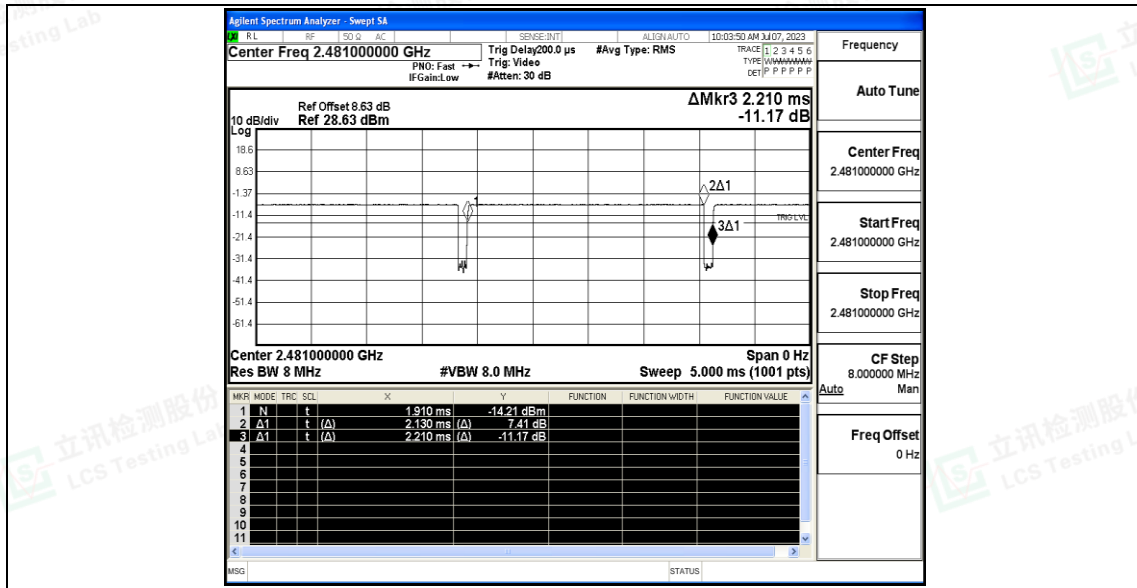 Agilent Spectrum Analyzer - Swept SA
RL RF 50 Ω AC SENSE:INT ALIGN AUTO 10:03:50 AM Jul 07, 2023
Center Freq 2.481000000 GHz
PNO: Fast
IFGain:Low
Trig Delay200.0 µs
Trig: Video
#Atten: 30 dB
#Avg Type: RMS
TRACE 1 2 3 4 5 6
TYPE
DET P P P P P P
Frequency
Auto Tune
Center Freq
2.481000000 GHz
Start Freq
2.481000000 GHz
Stop Freq
2.481000000 GHz
CF Step
8.000000 MHz
Auto Man
Freq Offset
0 Hz
ΔMkr3 2.210 ms
-11.17 dB
Ref Offset 8.63 dB
10 dB/div Ref 28.63 dBm
Log
18.6
8.63
-1.37
-11.4
-21.4
-31.4
-41.4
-51.4
-61.4
1
2Δ1
3Δ1
TRIG LVL
Center 2.481000000 GHz Span 0 Hz
Res BW 8 MHz #VBW 8.0 MHz Sweep 5.000 ms (1001 pts)
MKR MODE TRC SCL X Y FUNCTION FUNCTION WIDTH FUNCTION VALUE
1 N t 1.910 ms -14.21 dBm
2 Δ1 t (Δ) 2.130 ms (Δ) 7.41 dB
3 Δ1 t (Δ) 2.210 ms (Δ) -11.17 dB
4
5
6
7
8
9
10
11
MSG STATUS
立讯检测股份
LCS Testing Lab
立讯检测股份
LCS Testing L
sting Lab
立
LC